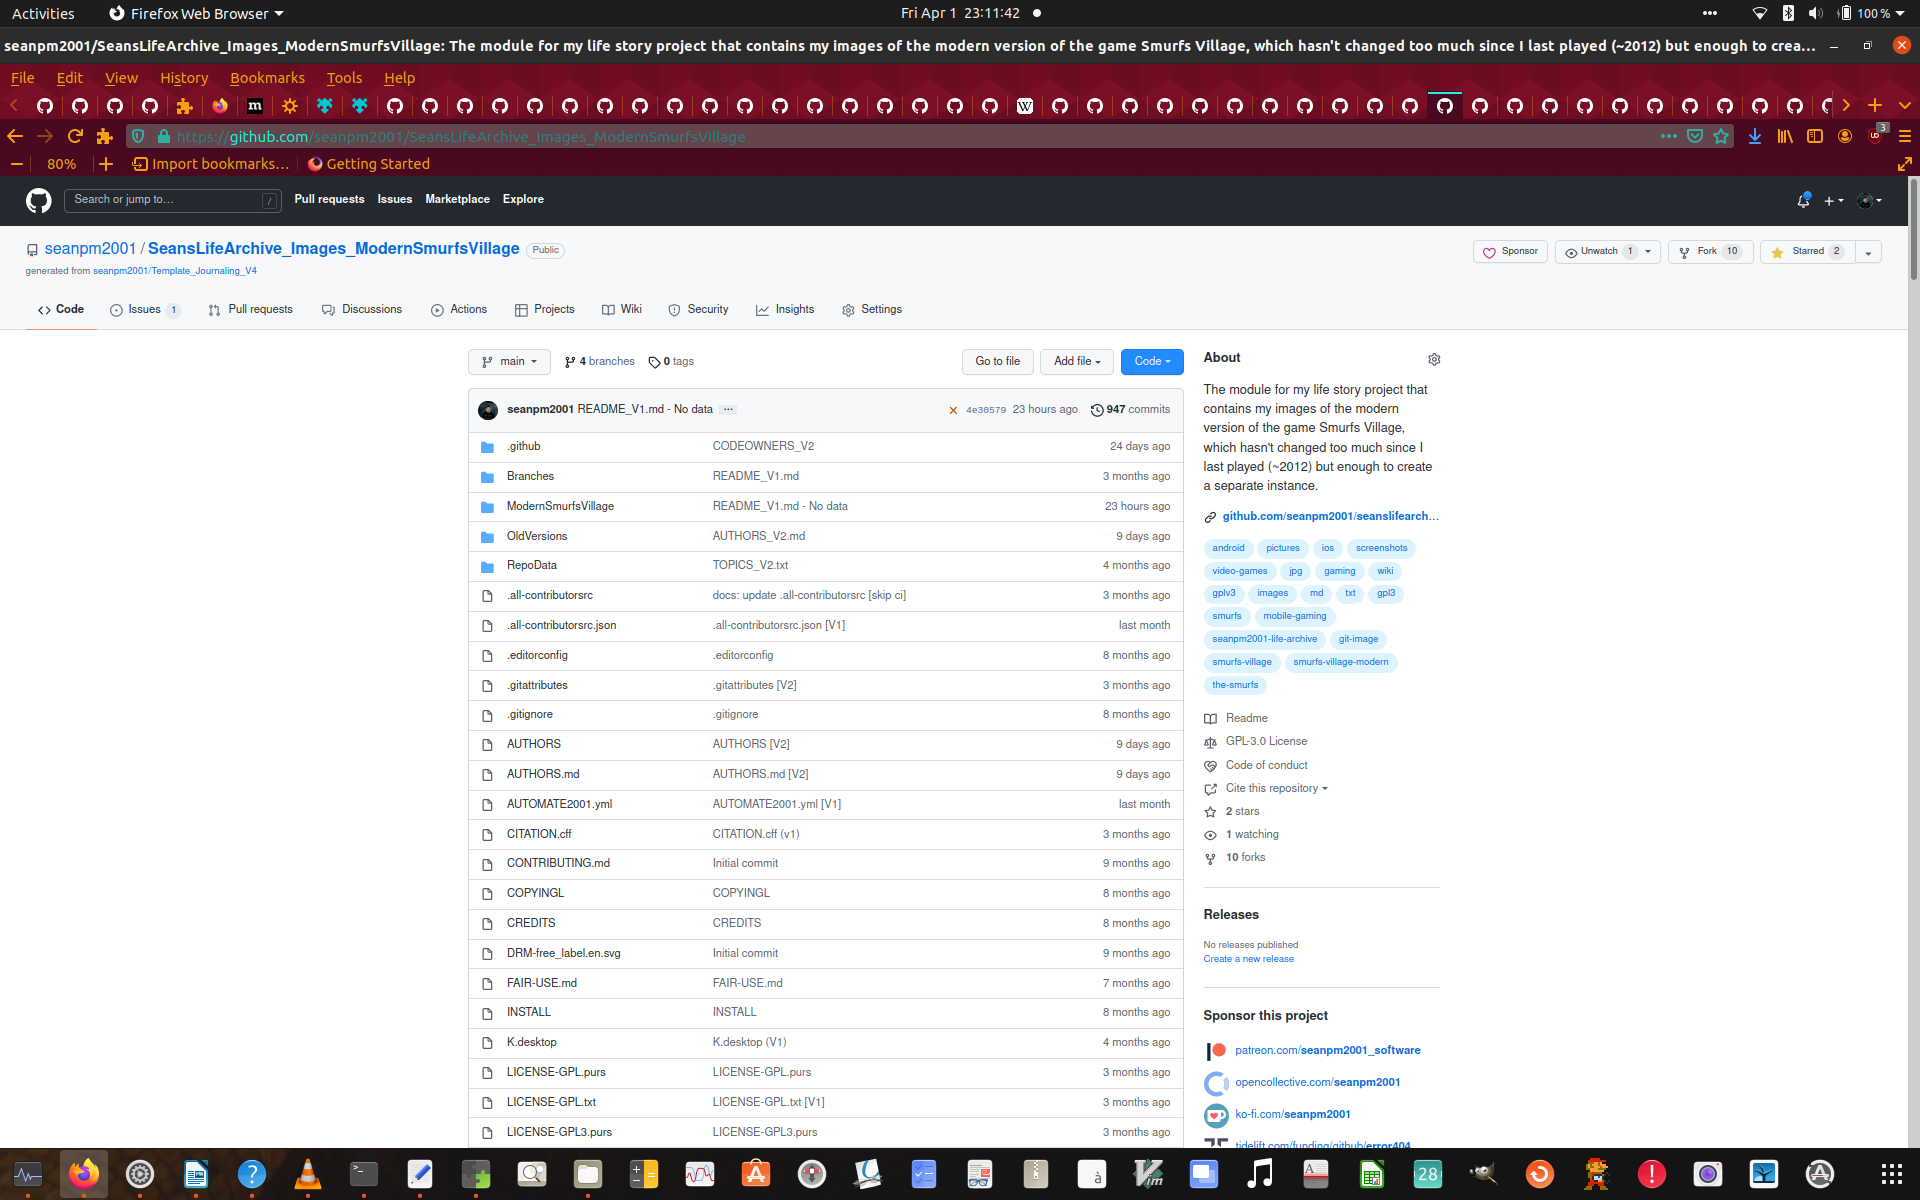 Activities Firefox Web Browser Fri Apr 1 23:11:42 100 %
seanpm2001/SeansLifeArchive_Images_ModernSmurfsVillage: The module for my life story project that contains my images of the modern version of the game Smurfs Village, which hasn't changed too much since I last played (~2012) but enough to crea…
File Edit View History Bookmarks Tools Help
https://github.com/seanpm2001/SeansLifeArchive_Images_ModernSmurfsVillage 3
80% Import bookmarks… Getting Started
Search or jump to… / Pull requests Issues Marketplace Explore
seanpm2001 / SeansLifeArchive_Images_ModernSmurfsVillage Public Sponsor Unwatch 1 Fork 10 Starred 2
generated from seanpm2001/Template_Journaling_V4
Code Issues 1 Pull requests Discussions Actions Projects Wiki Security Insights Settings
main 4 branches 0 tags Go to file Add file Code
seanpm2001 README_V1.md - No data … 4e30579 23 hours ago 947 commits
.github CODEOWNERS_V2 24 days ago
Branches README_V1.md 3 months ago
ModernSmurfsVillage README_V1.md - No data 23 hours ago
OldVersions AUTHORS_V2.md 9 days ago
RepoData TOPICS_V2.txt 4 months ago
.all-contributorsrc docs: update .all-contributorsrc [skip ci] 3 months ago
.all-contributorsrc.json .all-contributorsrc.json [V1] last month
.editorconfig .editorconfig 8 months ago
.gitattributes .gitattributes [V2] 3 months ago
.gitignore .gitignore 8 months ago
AUTHORS AUTHORS [V2] 9 days ago
AUTHORS.md AUTHORS.md [V2] 9 days ago
AUTOMATE2001.yml AUTOMATE2001.yml [V1] last month
CITATION.cff CITATION.cff (v1) 3 months ago
CONTRIBUTING.md Initial commit 9 months ago
COPYINGL COPYINGL 8 months ago
CREDITS CREDITS 8 months ago
DRM-free_label.en.svg Initial commit 9 months ago
FAIR-USE.md FAIR-USE.md 7 months ago
INSTALL INSTALL 8 months ago
K.desktop K.desktop (V1) 4 months ago
LICENSE-GPL.purs LICENSE-GPL.purs 3 months ago
LICENSE-GPL.txt LICENSE-GPL.txt [V1] 3 months ago
LICENSE-GPL3.purs LICENSE-GPL3.purs 3 months ago
About
The module for my life story project that
contains my images of the modern
version of the game Smurfs Village,
which hasn't changed too much since I
last played (~2012) but enough to create
a separate instance.
github.com/seanpm2001/seanslifearch…
android pictures ios screenshots
video-games jpg gaming wiki
gplv3 images md txt gpl3
smurfs mobile-gaming
seanpm2001-life-archive git-image
smurfs-village smurfs-village-modern
the-smurfs
Readme
GPL-3.0 License
Code of conduct
Cite this repository
2 stars
1 watching
10 forks
Releases
No releases published
Create a new release
Sponsor this project
patreon.com/seanpm2001_software
opencollective.com/seanpm2001
ko-fi.com/seanpm2001
tidelift.com/funding/github/error404
28